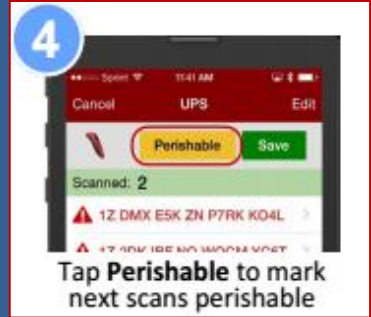 4
Sprint 11:41 AM
Cancel UPS Edit
Perishable Save
Scanned: 2
1Z DMX E5K ZN P7RK KO4L
Tap Perishable to mark
next scans perishable